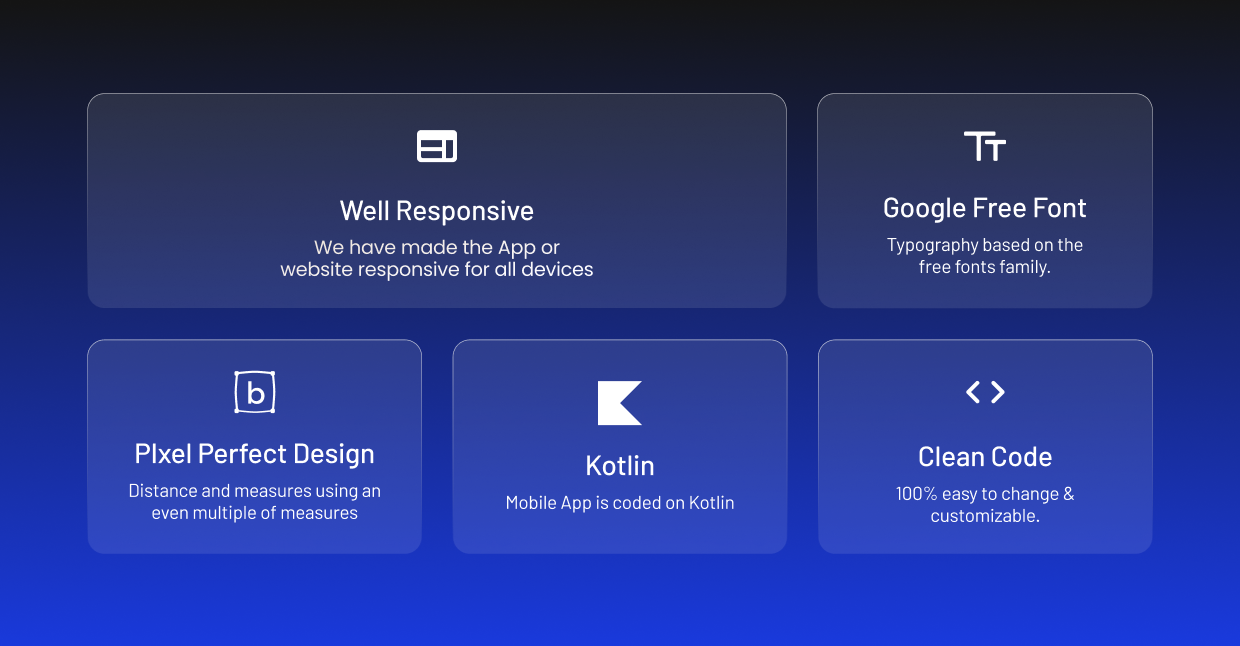 Well Responsive
We have made the App or
website responsive for all devices
Google Free Font
Typography based on the
free fonts family.
PIxel Perfect Design
Distance and measures using an
even multiple of measures
Kotlin
Mobile App is coded on Kotlin
Clean Code
100% easy to change &
customizable.